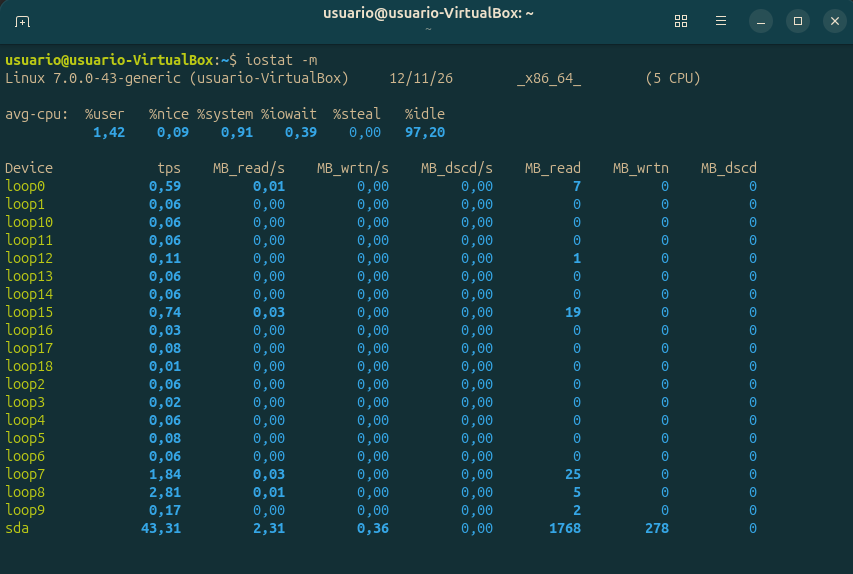 usuario@usuario-VirtualBox: ~
~
usuario@usuario-VirtualBox:~$ iostat -m
Linux 7.0.0-43-generic (usuario-VirtualBox) 12/11/26 _x86_64_ (5 CPU)
avg-cpu: %user %nice %system %iowait %steal %idle
1,42 0,09 0,91 0,39 0,00 97,20
Device tps MB_read/s MB_wrtn/s MB_dscd/s MB_read MB_wrtn MB_dscd
loop0 0,59 0,01 0,00 0,00 7 0 0
loop1 0,06 0,00 0,00 0,00 0 0 0
loop10 0,06 0,00 0,00 0,00 0 0 0
loop11 0,06 0,00 0,00 0,00 0 0 0
loop12 0,11 0,00 0,00 0,00 1 0 0
loop13 0,06 0,00 0,00 0,00 0 0 0
loop14 0,06 0,00 0,00 0,00 0 0 0
loop15 0,74 0,03 0,00 0,00 19 0 0
loop16 0,03 0,00 0,00 0,00 0 0 0
loop17 0,08 0,00 0,00 0,00 0 0 0
loop18 0,01 0,00 0,00 0,00 0 0 0
loop2 0,06 0,00 0,00 0,00 0 0 0
loop3 0,02 0,00 0,00 0,00 0 0 0
loop4 0,06 0,00 0,00 0,00 0 0 0
loop5 0,08 0,00 0,00 0,00 0 0 0
loop6 0,06 0,00 0,00 0,00 0 0 0
loop7 1,84 0,03 0,00 0,00 25 0 0
loop8 2,81 0,01 0,00 0,00 5 0 0
loop9 0,17 0,00 0,00 0,00 2 0 0
sda 43,31 2,31 0,36 0,00 1768 278 0